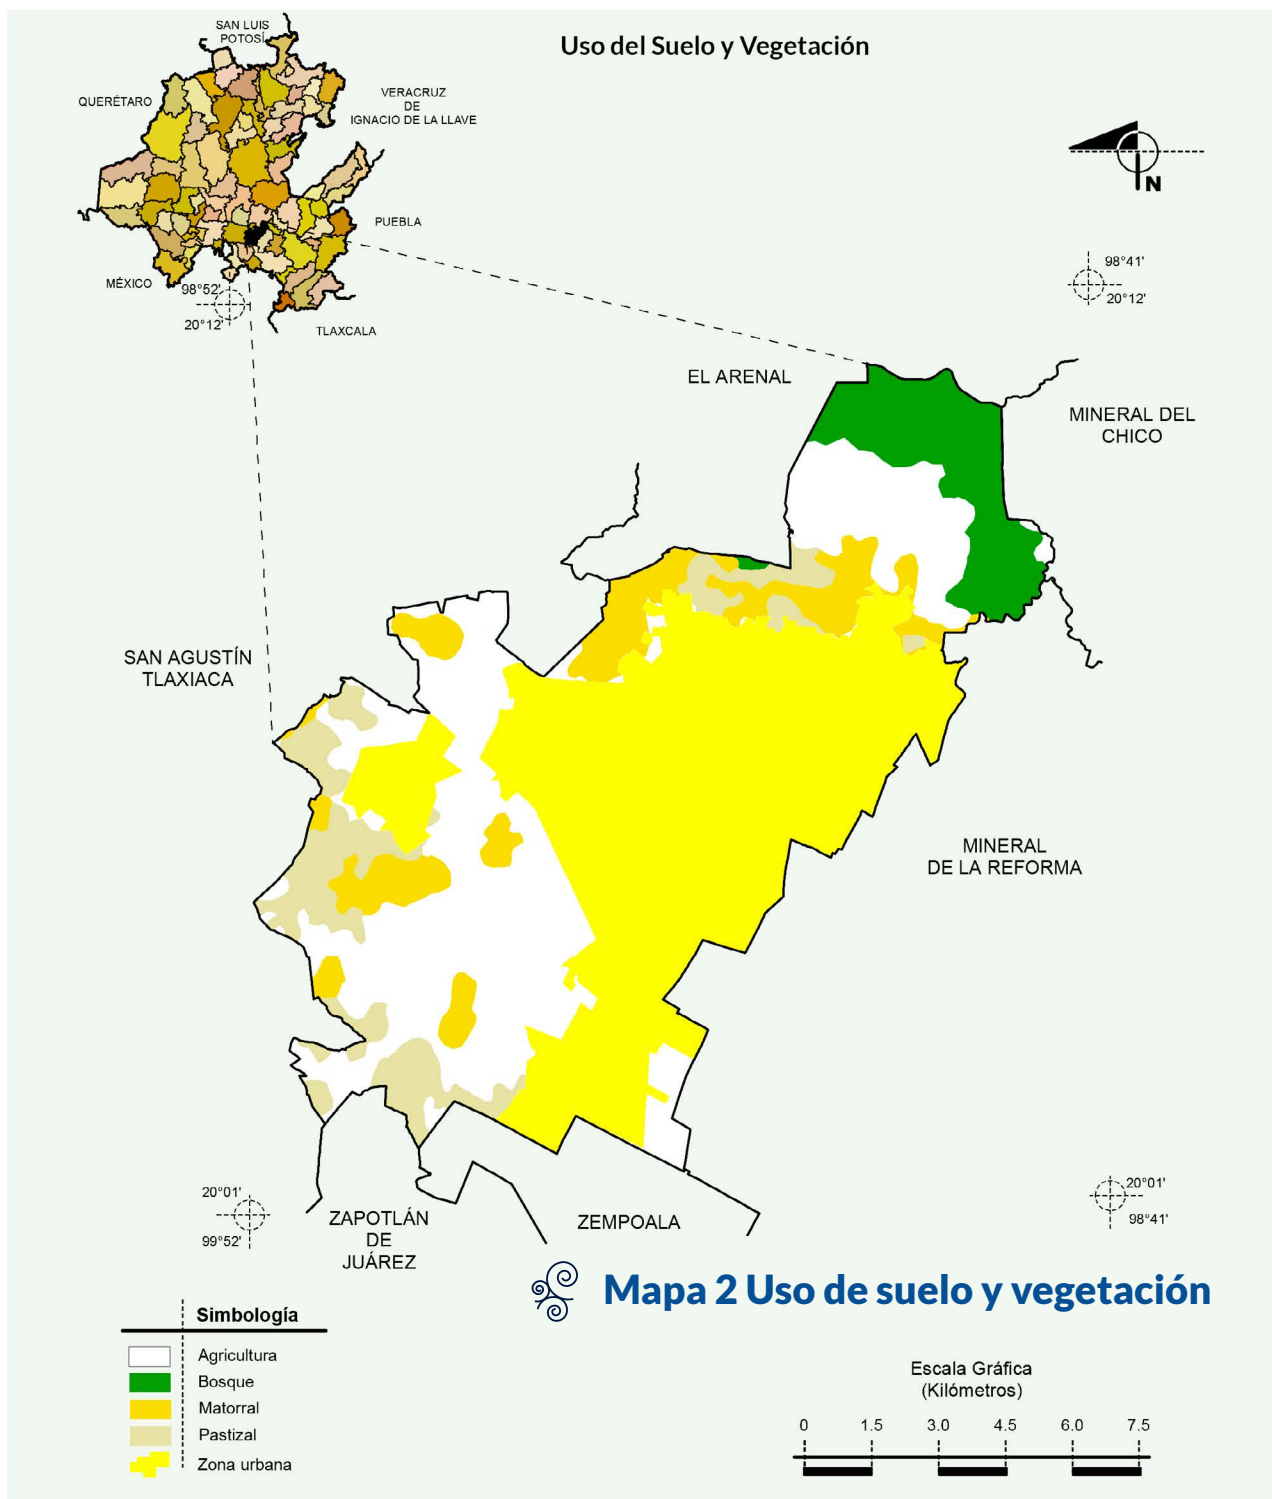 Uso del Suelo y Vegetación
SAN LUIS
POTOSÍ
QUERÉTARO
VERACRUZ
DE
IGNACIO DE LA LLAVE
PUEBLA
MÉXICO
98°52'
20°12'
TLAXCALA
N
98°41'
20°12'
EL ARENAL
MINERAL DEL
CHICO
SAN AGUSTÍN
TLAXIACA
MINERAL
DE LA REFORMA
20°01'
99°52'
ZAPOTLÁN
DE
JUÁREZ
ZEMPOALA
20°01'
98°41'
Mapa 2 Uso de suelo y vegetación
Simbología
Agricultura
Bosque
Matorral
Pastizal
Zona urbana
Escala Gráfica
(Kilómetros)
0 1.5 3.0 4.5 6.0 7.5